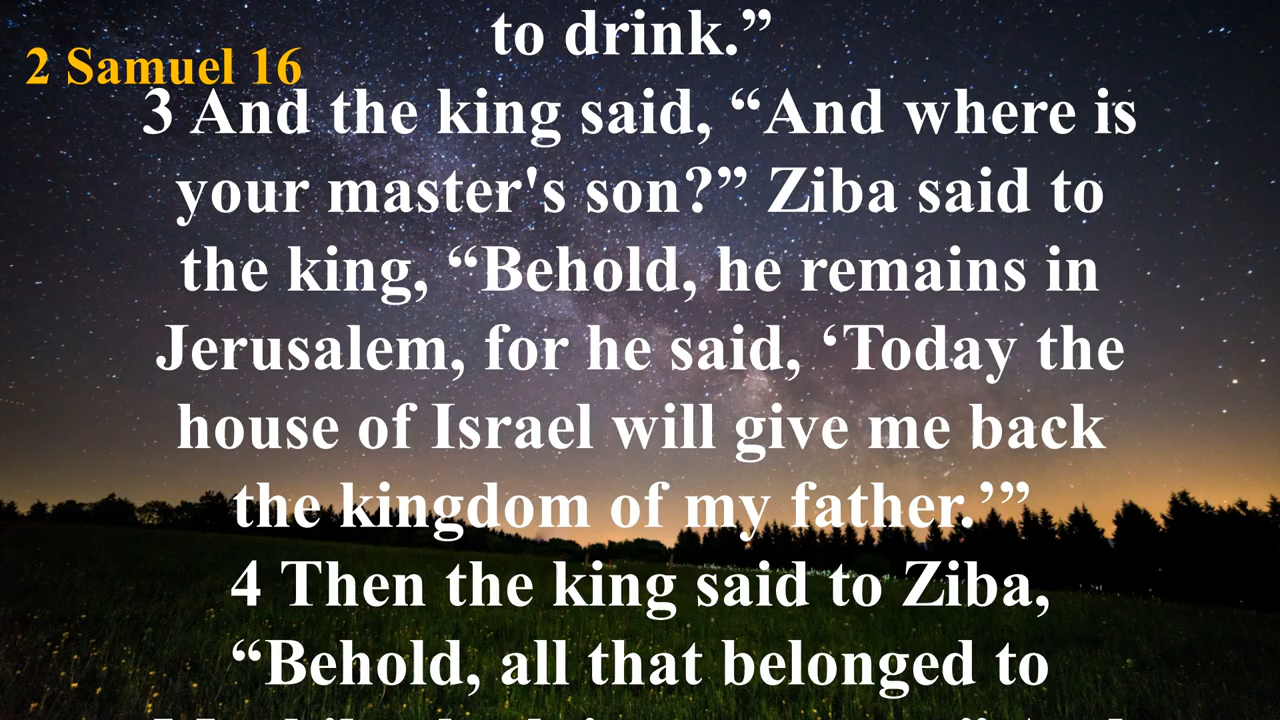 to drink.”
2 Samuel 16
3 And the king said, “And where is
your master's son?” Ziba said to
the king, “Behold, he remains in
Jerusalem, for he said, ‘Today the
house of Israel will give me back
the kingdom of my father.’”
4 Then the king said to Ziba,
“Behold, all that belonged to